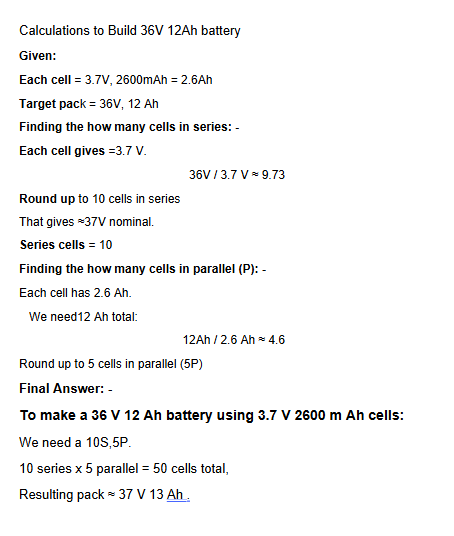 Calculations to Build 36V 12Ah battery
Given:
Each cell = 3.7V, 2600mAh = 2.6Ah
Target pack = 36V, 12 Ah
Finding the how many cells in series: -
Each cell gives =3.7 V.
36V / 3.7 V ≈ 9.73
Round up to 10 cells in series
That gives ≈37V nominal.
Series cells = 10
Finding the how many cells in parallel (P): -
Each cell has 2.6 Ah.
We need12 Ah total:
12Ah / 2.6 Ah ≈ 4.6
Round up to 5 cells in parallel (5P)
Final Answer: -
To make a 36 V 12 Ah battery using 3.7 V 2600 m Ah cells:
We need a 10S,5P.
10 series x 5 parallel = 50 cells total,
Resulting pack ≈ 37 V 13 Ah .